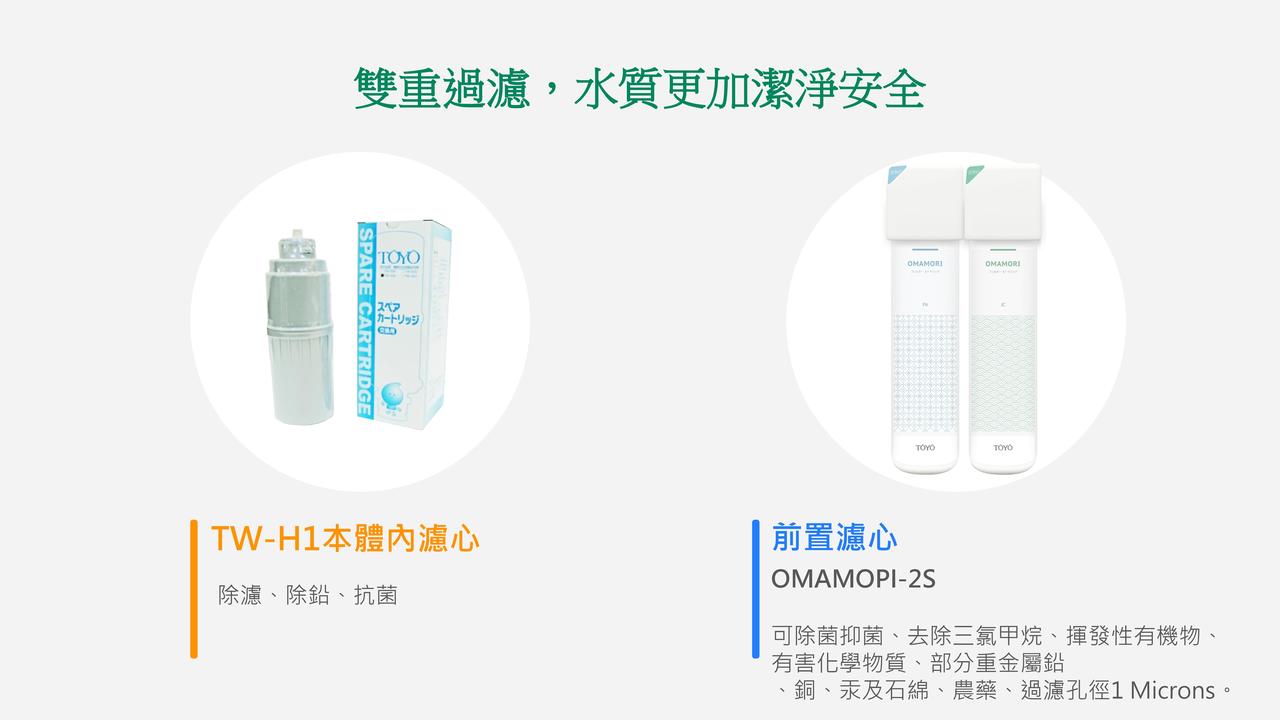 雙重過濾，水質更加潔淨安全
SPARE CARTRIDGE
TOYO
スペア
カートリッジ
交換用
OMAMORI
OMAMORI
TOYO
TOYO
TW-H1本體內濾心
除濾、除鉛、抗菌
前置濾心
OMAMOPI-2S
可除菌抑菌、去除三氯甲烷、揮發性有機物、
有害化學物質、部分重金屬鉛
、銅、汞及石綿、農藥、過濾孔徑1 Microns。